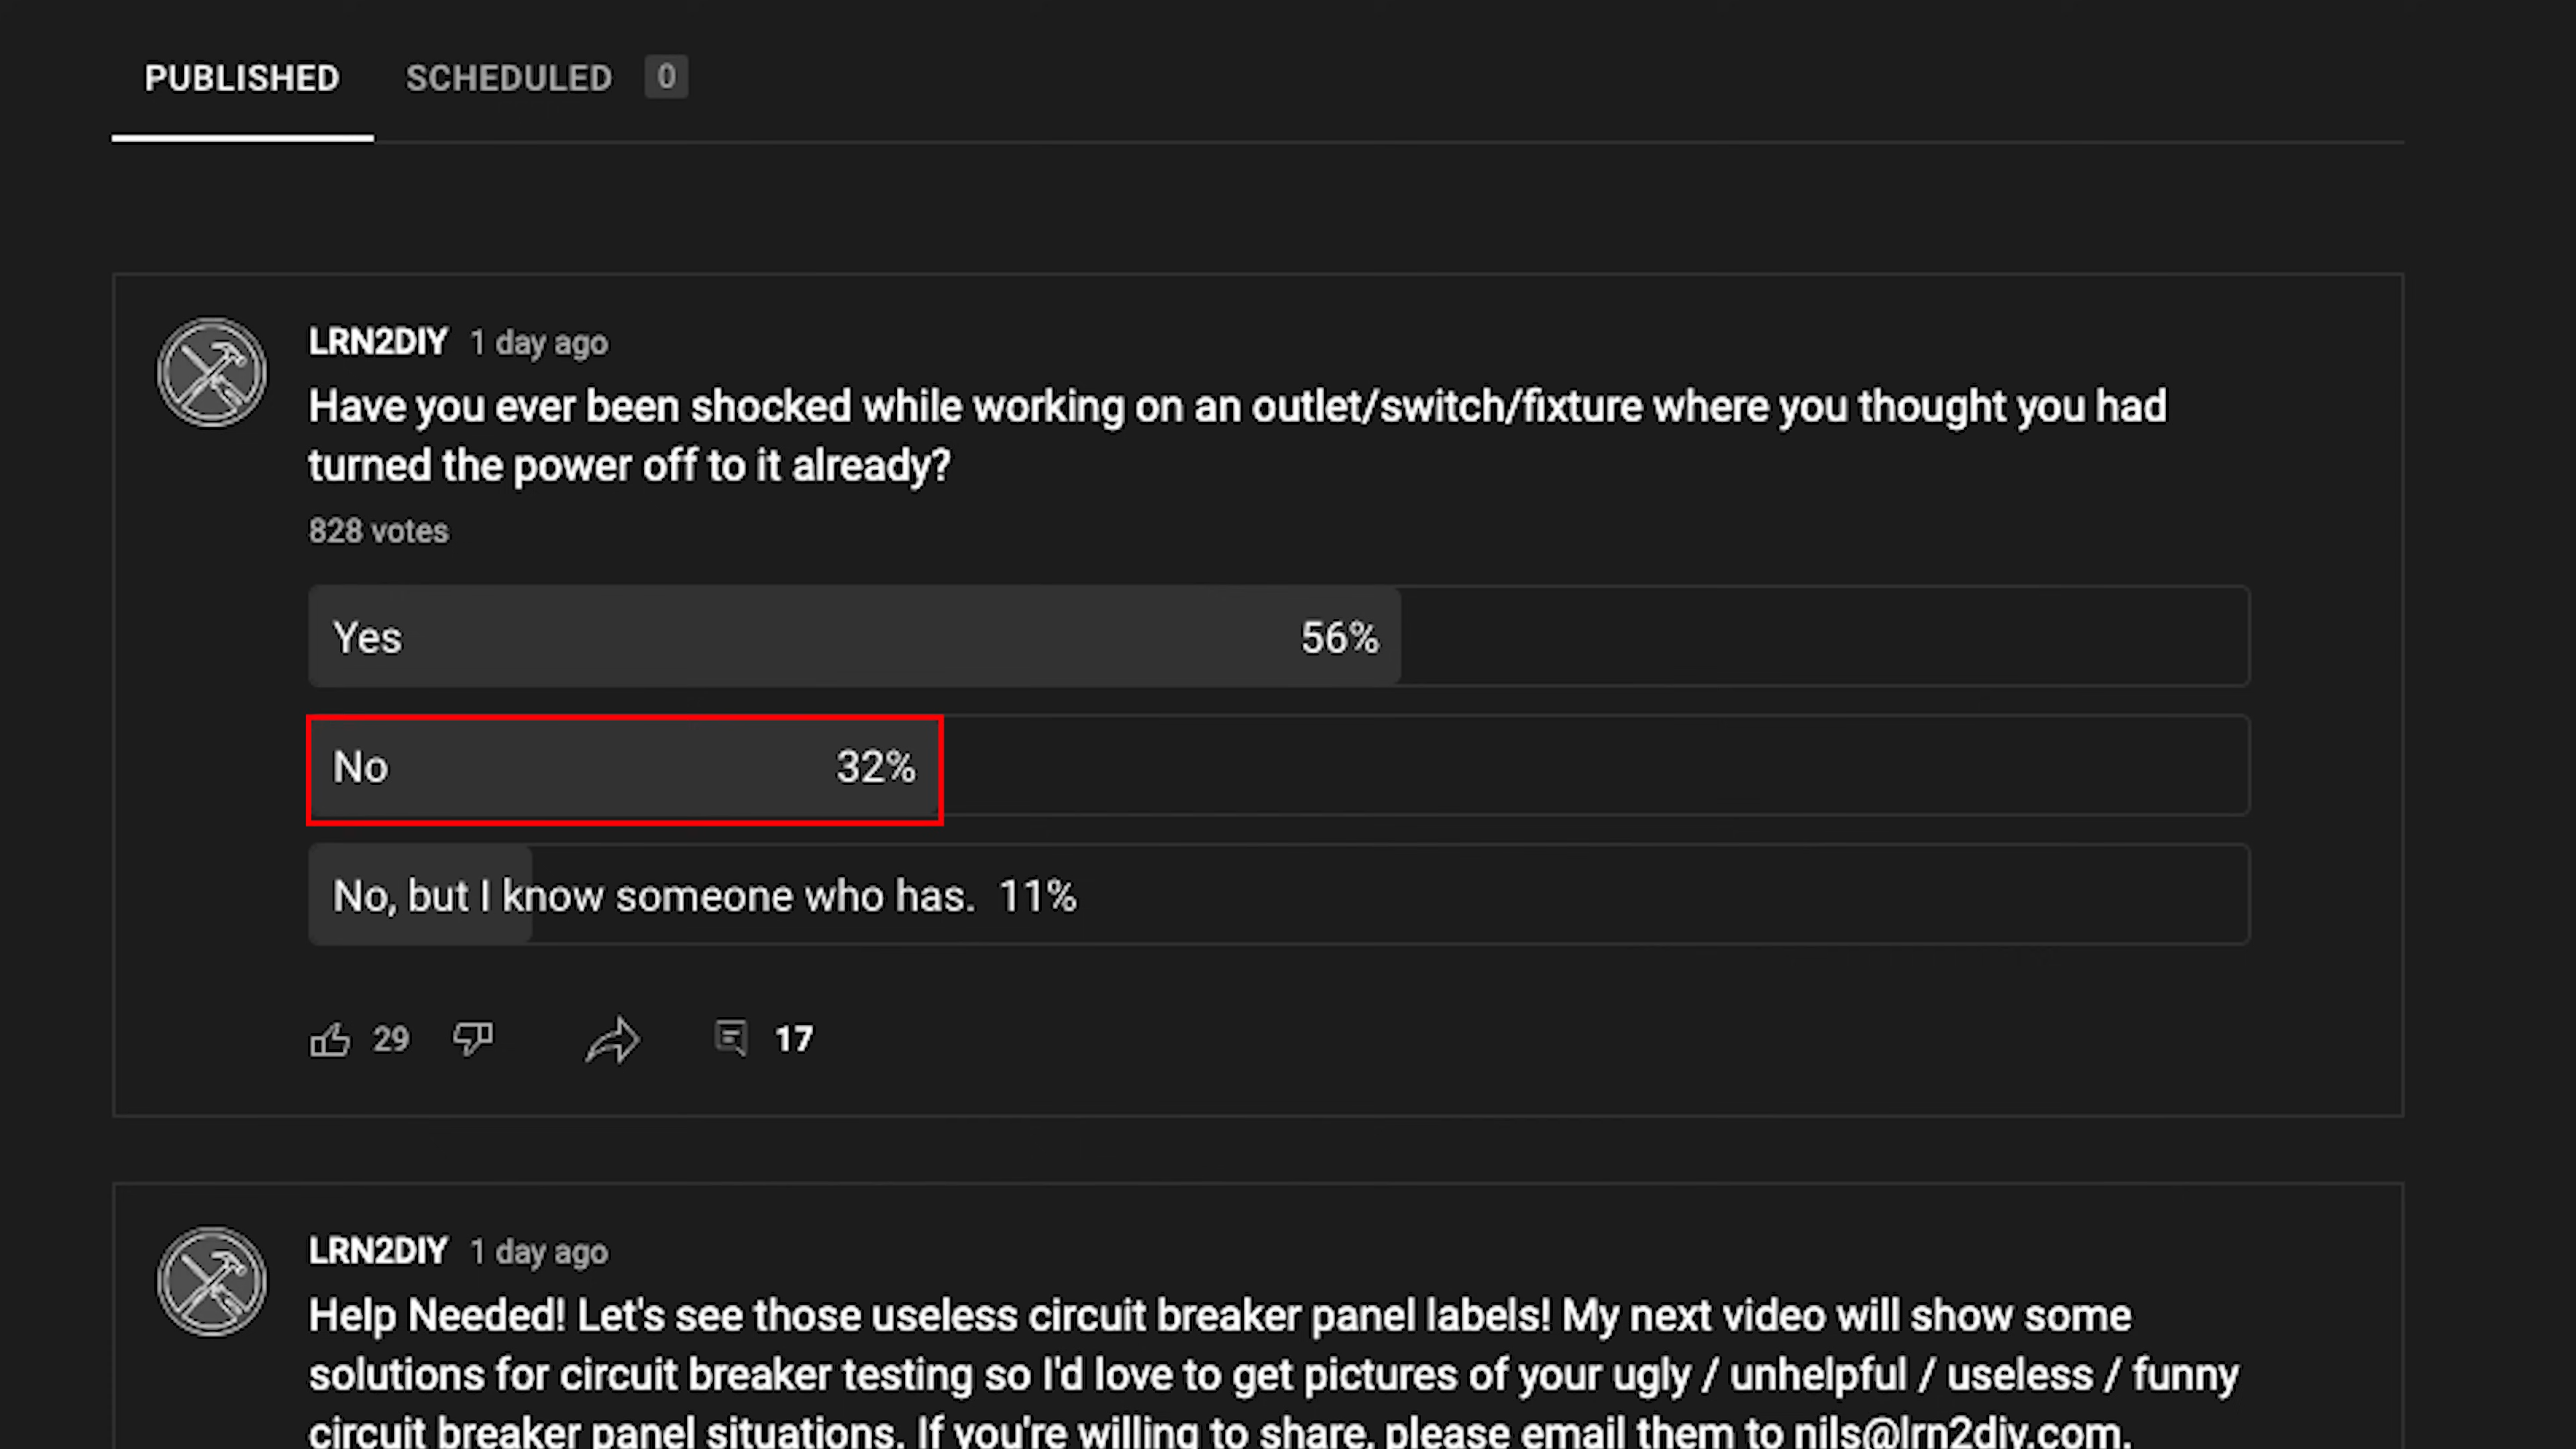 PUBLISHED SCHEDULED 0
LRN2DIY 1 day ago
Have you ever been shocked while working on an outlet/switch/fixture where you thought you had
turned the power off to it already?
828 votes
Yes 56%
No 32%
No, but I know someone who has. 11%
29 17
LRN2DIY 1 day ago
Help Needed! Let's see those useless circuit breaker panel labels! My next video will show some
solutions for circuit breaker testing so I'd love to get pictures of your ugly / unhelpful / useless / funny
circuit breaker panel situations. If you're willing to share, please email them to nils@lrn2diy.com.